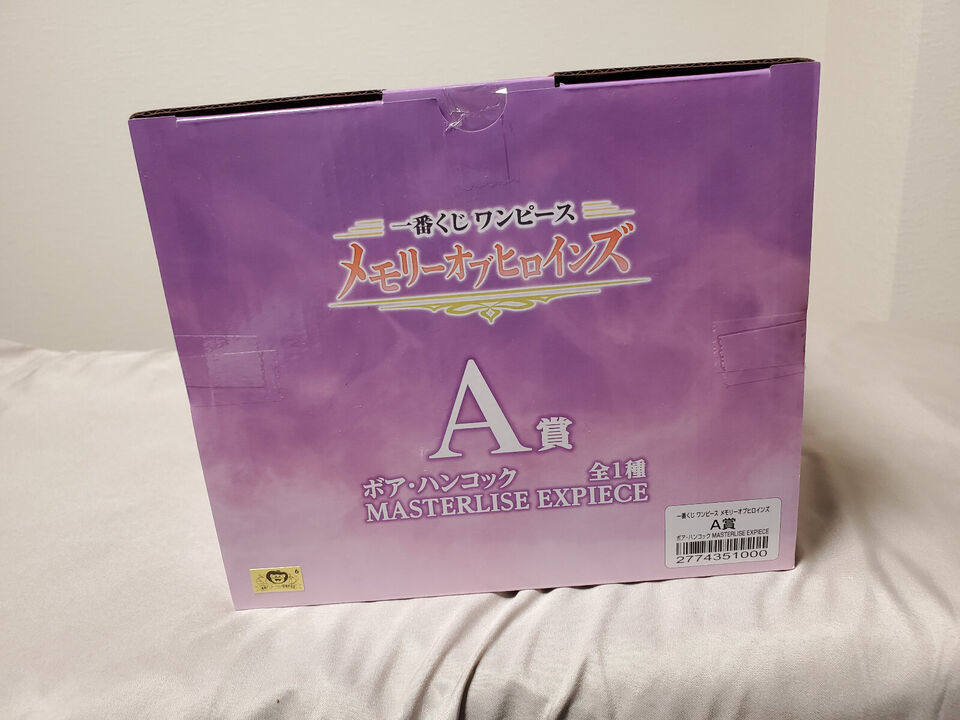 一番くじ ワンピース
メモリーオブヒロインズ
A賞
ボア・ハンコック 全1種
MASTERLISE EXPIECE
一番くじ ワンピース メモリーオブヒロインズ
A賞
ボア・ハンコック MASTERLISE EXPIECE
2774351000
6